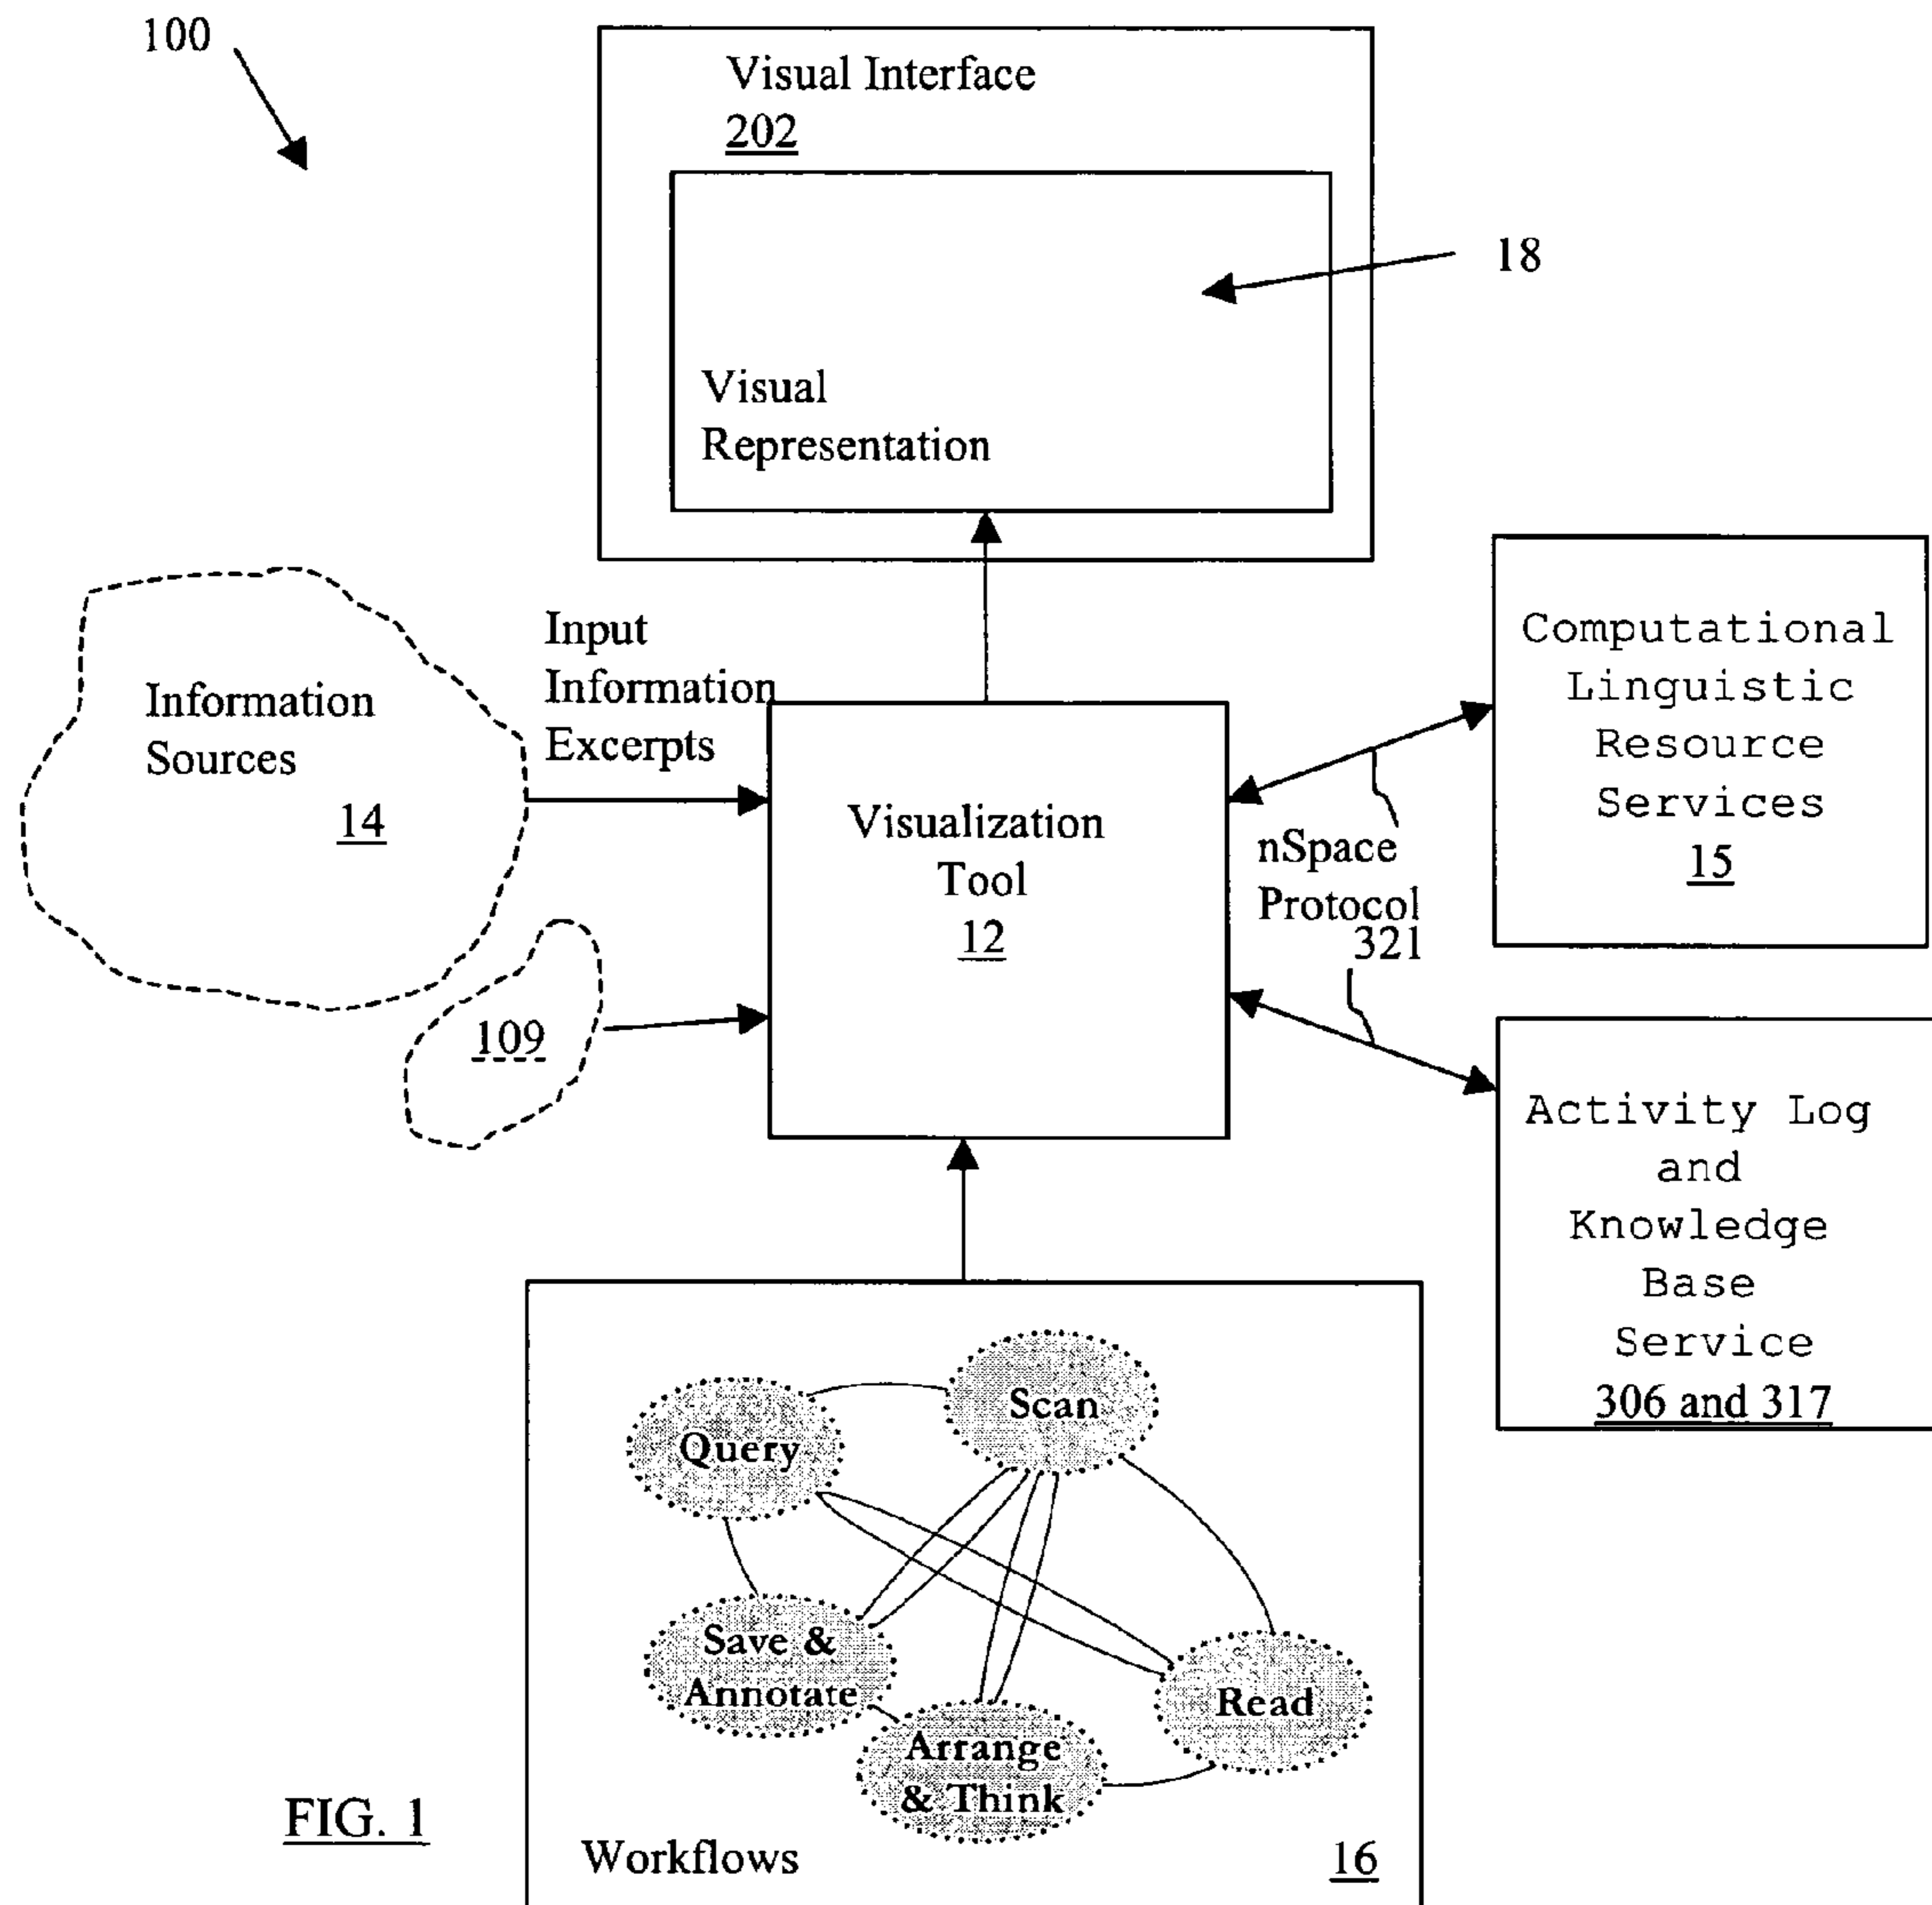 100
Visual Interface
202
18
Visual
Representation
Input
Information
Excerpts
Information
Sources
14
109
Visualization
Tool
12
nSpace
Protocol
321
Computational
Linguistic
Resource
Services
15
Activity Log
and
Knowledge
Base
Service
306 and 317
Scan
Query
Save &
Annotate
Read
Arrange
& Think
Workflows
16
FIG. 1